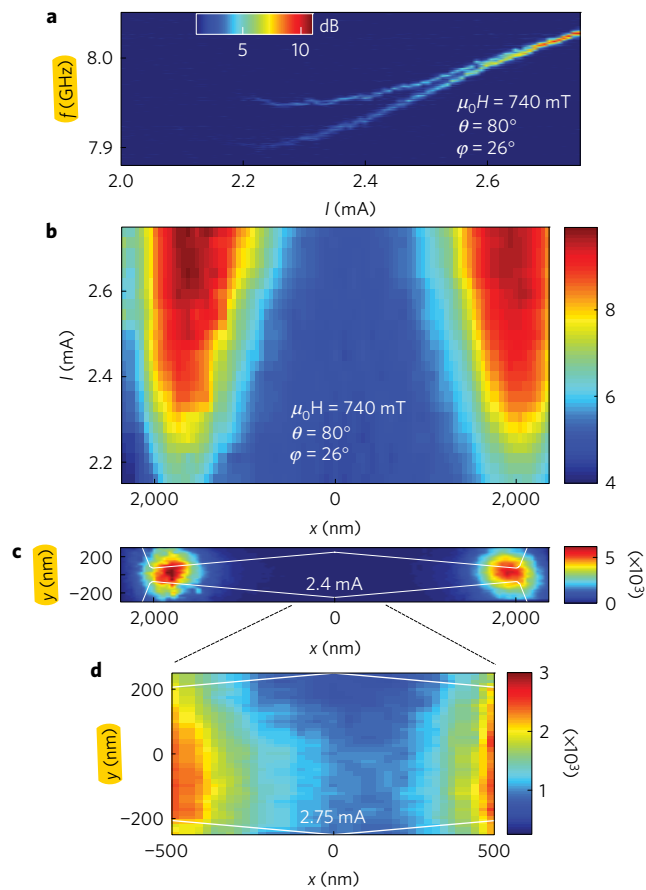 a
dB
5 10
8.0
7.9
f (GHz)
μ₀H = 740 mT
θ = 80°
φ = 26°
2.0 2.2 2.4 2.6
I (mA)
b
2.6
2.4
2.2
I (mA)
μ₀H = 740 mT
θ = 80°
φ = 26°
8
6
4
2,000 0 2,000
x (nm)
c
y (nm)
200
0
−200
2.4 mA
5
0
(×10³)
2,000 0 2,000
x (nm)
d
y (nm)
200
0
−200
2.75 mA
3
2
1
(×10³)
−500 0 500
x (nm)